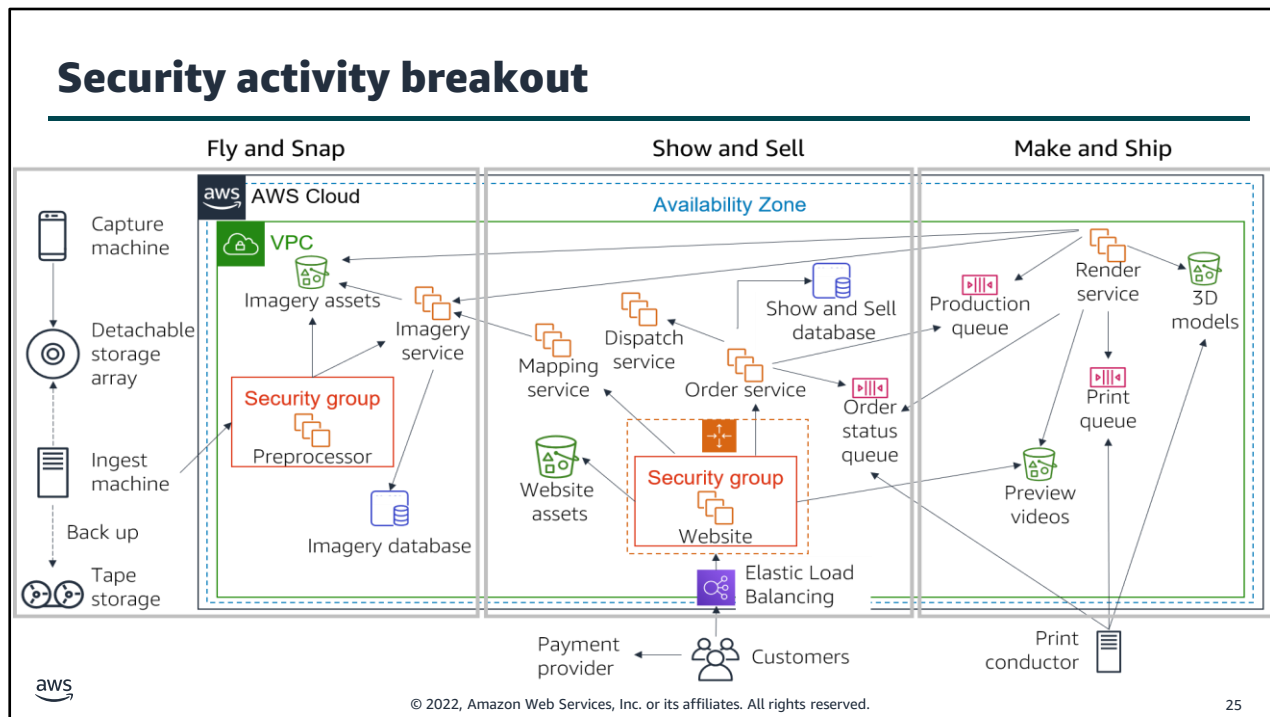 Security activity breakout
Fly and Snap
Show and Sell
Make and Ship
aws
AWS Cloud
Availability Zone
VPC
Capture
machine
Detachable
storage
array
Ingest
machine
Back up
Tape
storage
Imagery assets
Imagery
service
Security group
Preprocessor
Imagery database
Mapping
service
Dispatch
service
Show and Sell
database
Order service
Order
status
queue
Website
assets
Security group
Website
Elastic Load
Balancing
Payment
provider
Customers
Production
queue
Render
service
3D
models
Print
queue
Preview
videos
Print
conductor
aws
© 2022, Amazon Web Services, Inc. or its affiliates. All rights reserved.
25